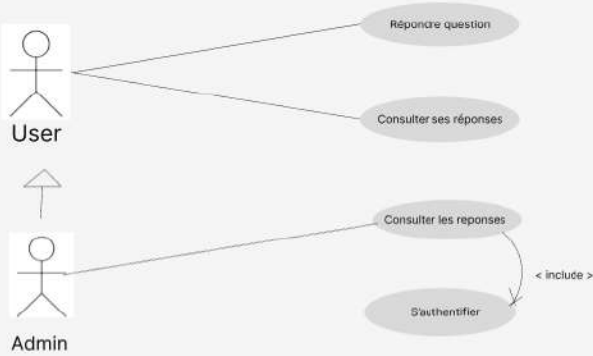 Répondre question
User
Consulter ses réponses
Consulter les reponses
< include >
S'authentifier
Admin